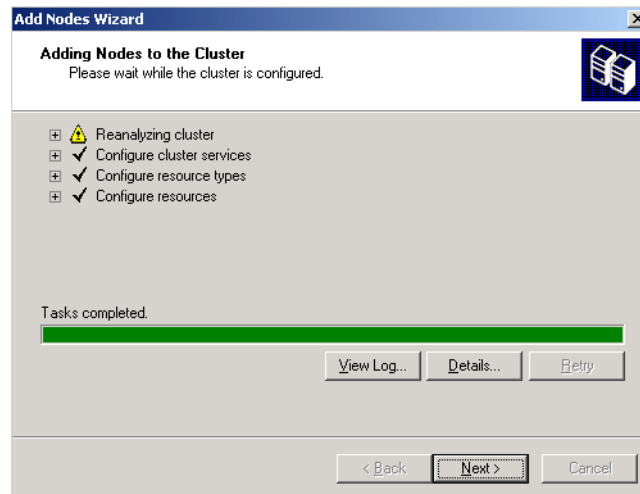 Add Nodes Wizard
Adding Nodes to the Cluster
Please wait while the cluster is configured.
Reanalyzing cluster
Configure cluster services
Configure resource types
Configure resources
Tasks completed.
View Log... Details... Retry
< Back Next > Cancel